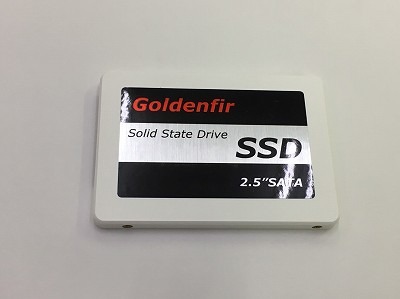 Goldenfir
Solid State Drive
SSD
2.5"SATA